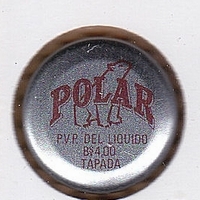 POLAR
P.V.P. DEL LIQUIDO
Bs 4,00
TAPADA